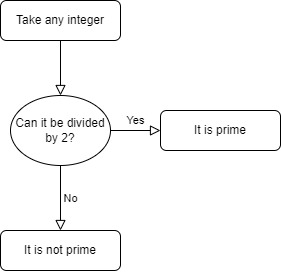 Take any integer
Can it be divided
by 2?
Yes
It is prime
No
It is not prime